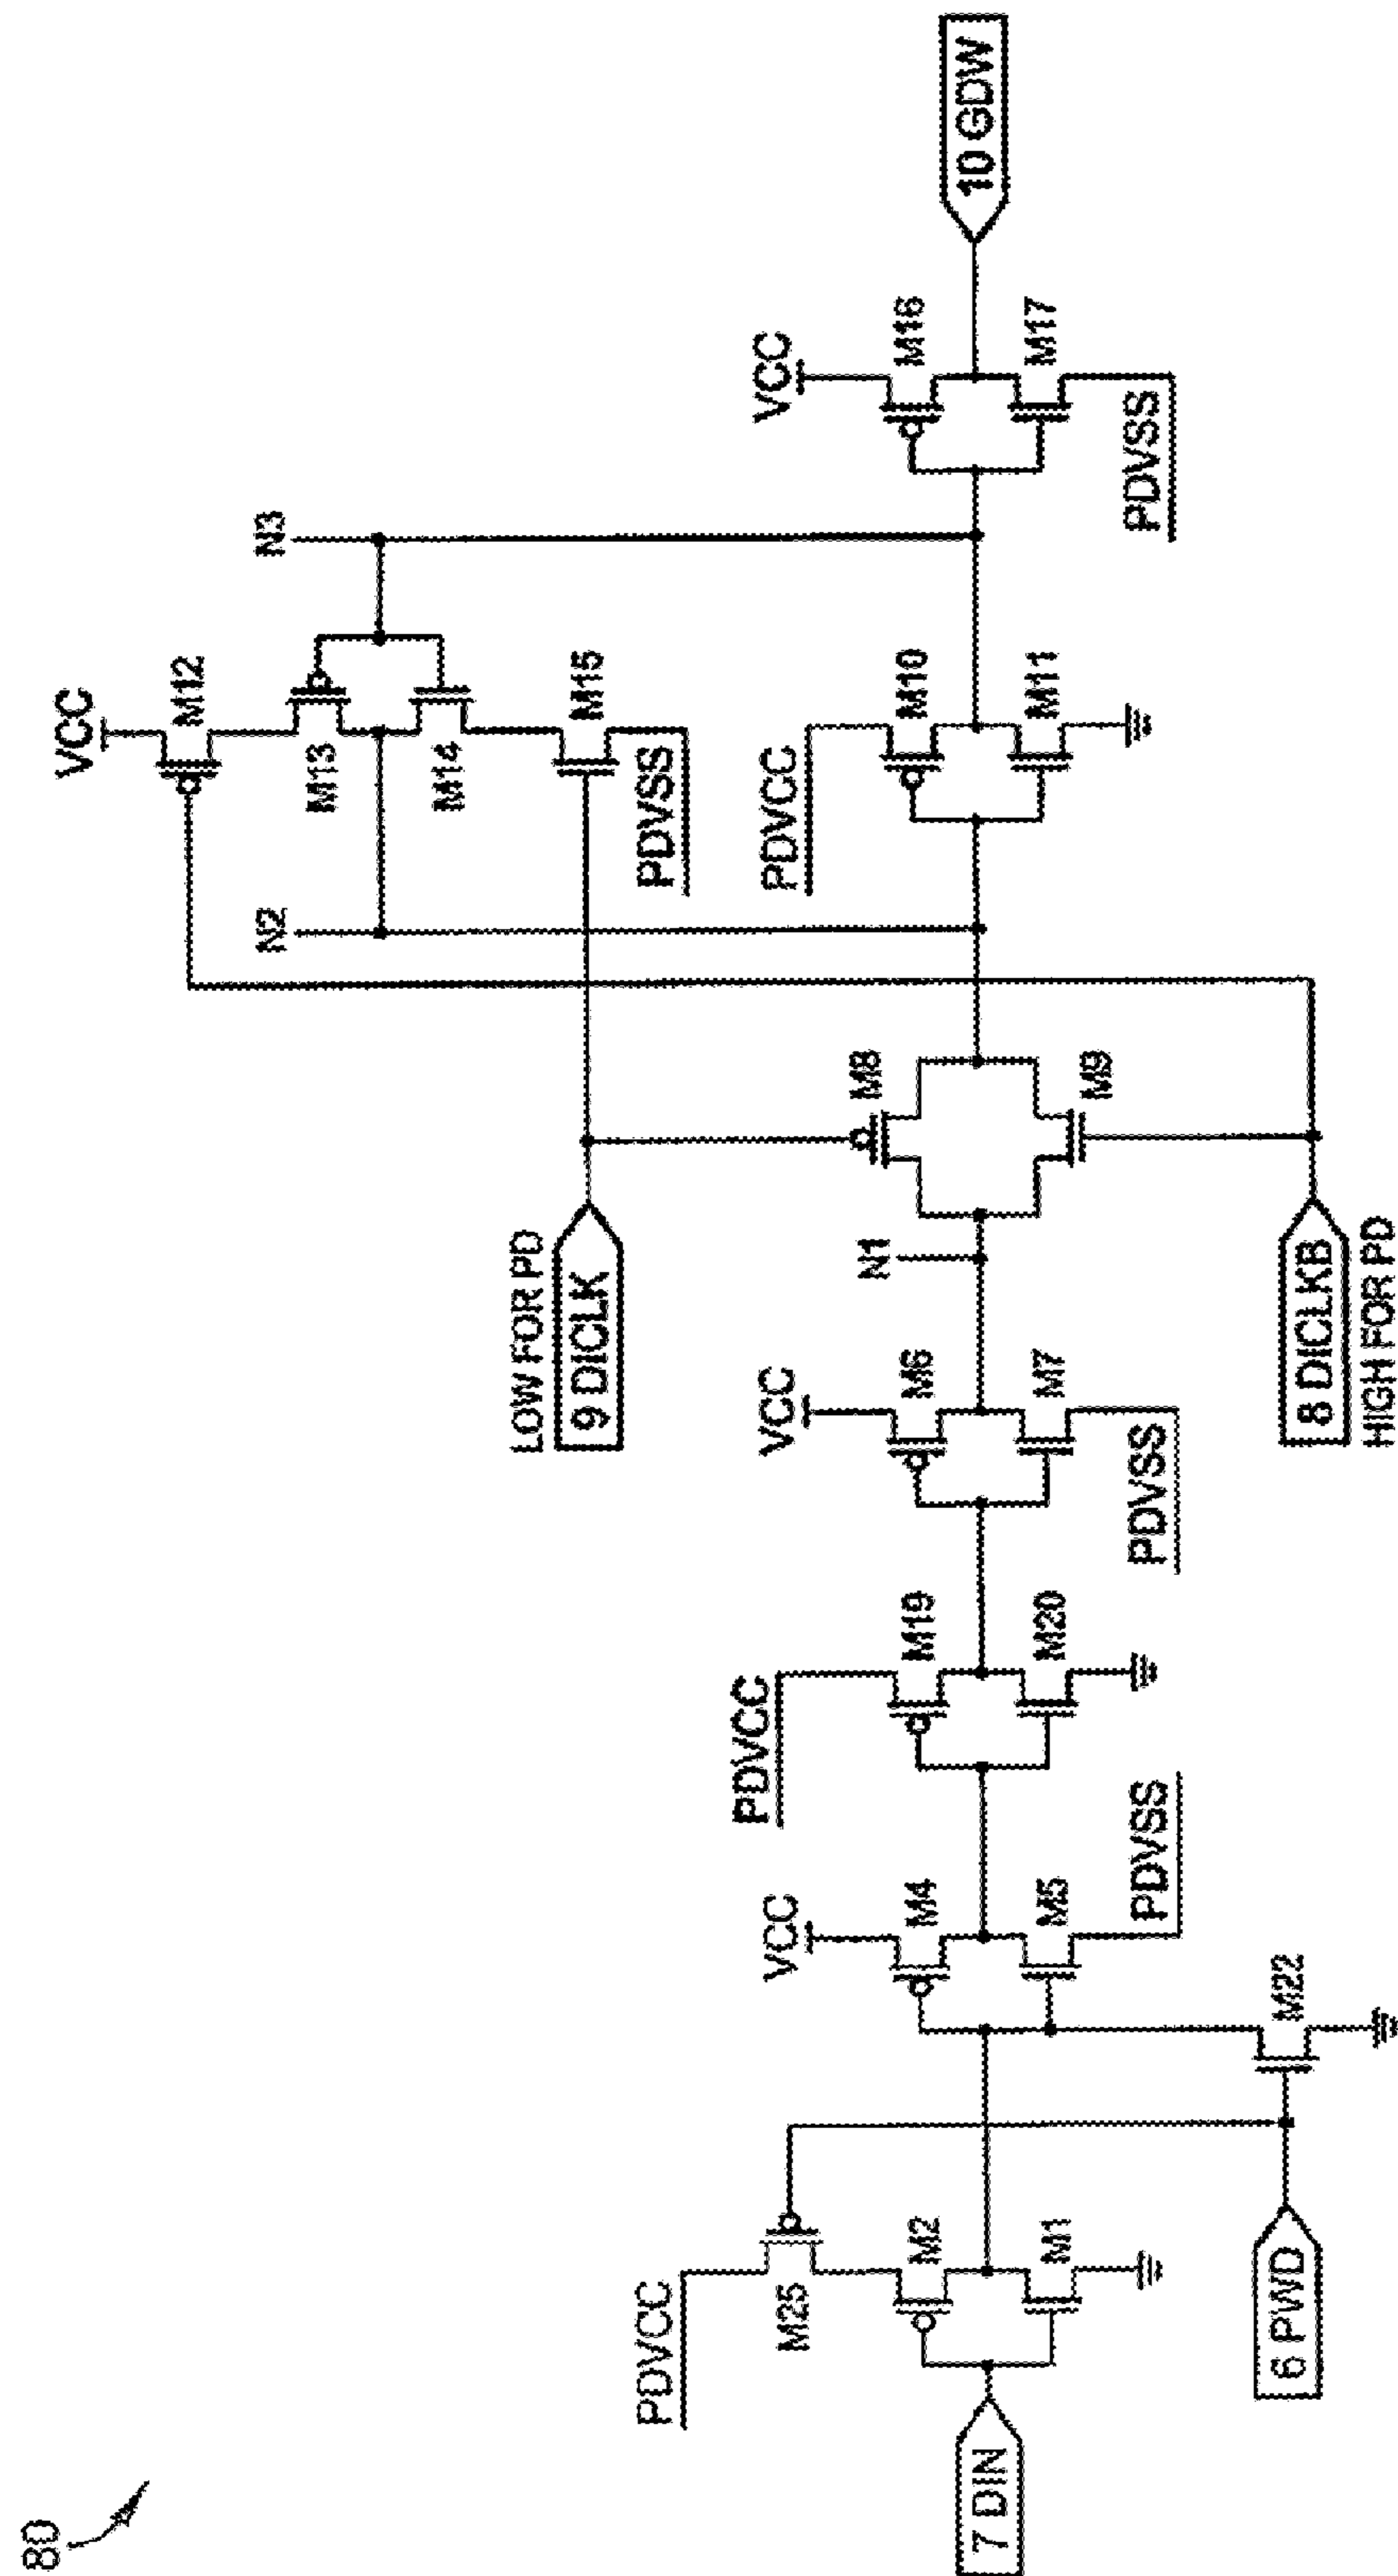 80
7 DIN
6 PWD
PDVCC
M25
M2
M1
M22
VCC
M4
M5
PDVSS
PDVCC
M19
M20
VCC
M6
M7
PDVSS
N1
LOW FOR PD
9 DICLK
8 DICLKB
HIGH FOR PD
M8
M9
N2
VCC
M12
M13
M14
M15
PDVSS
PDVCC
M10
M11
N3
VCC
M16
M17
PDVSS
10 GDW